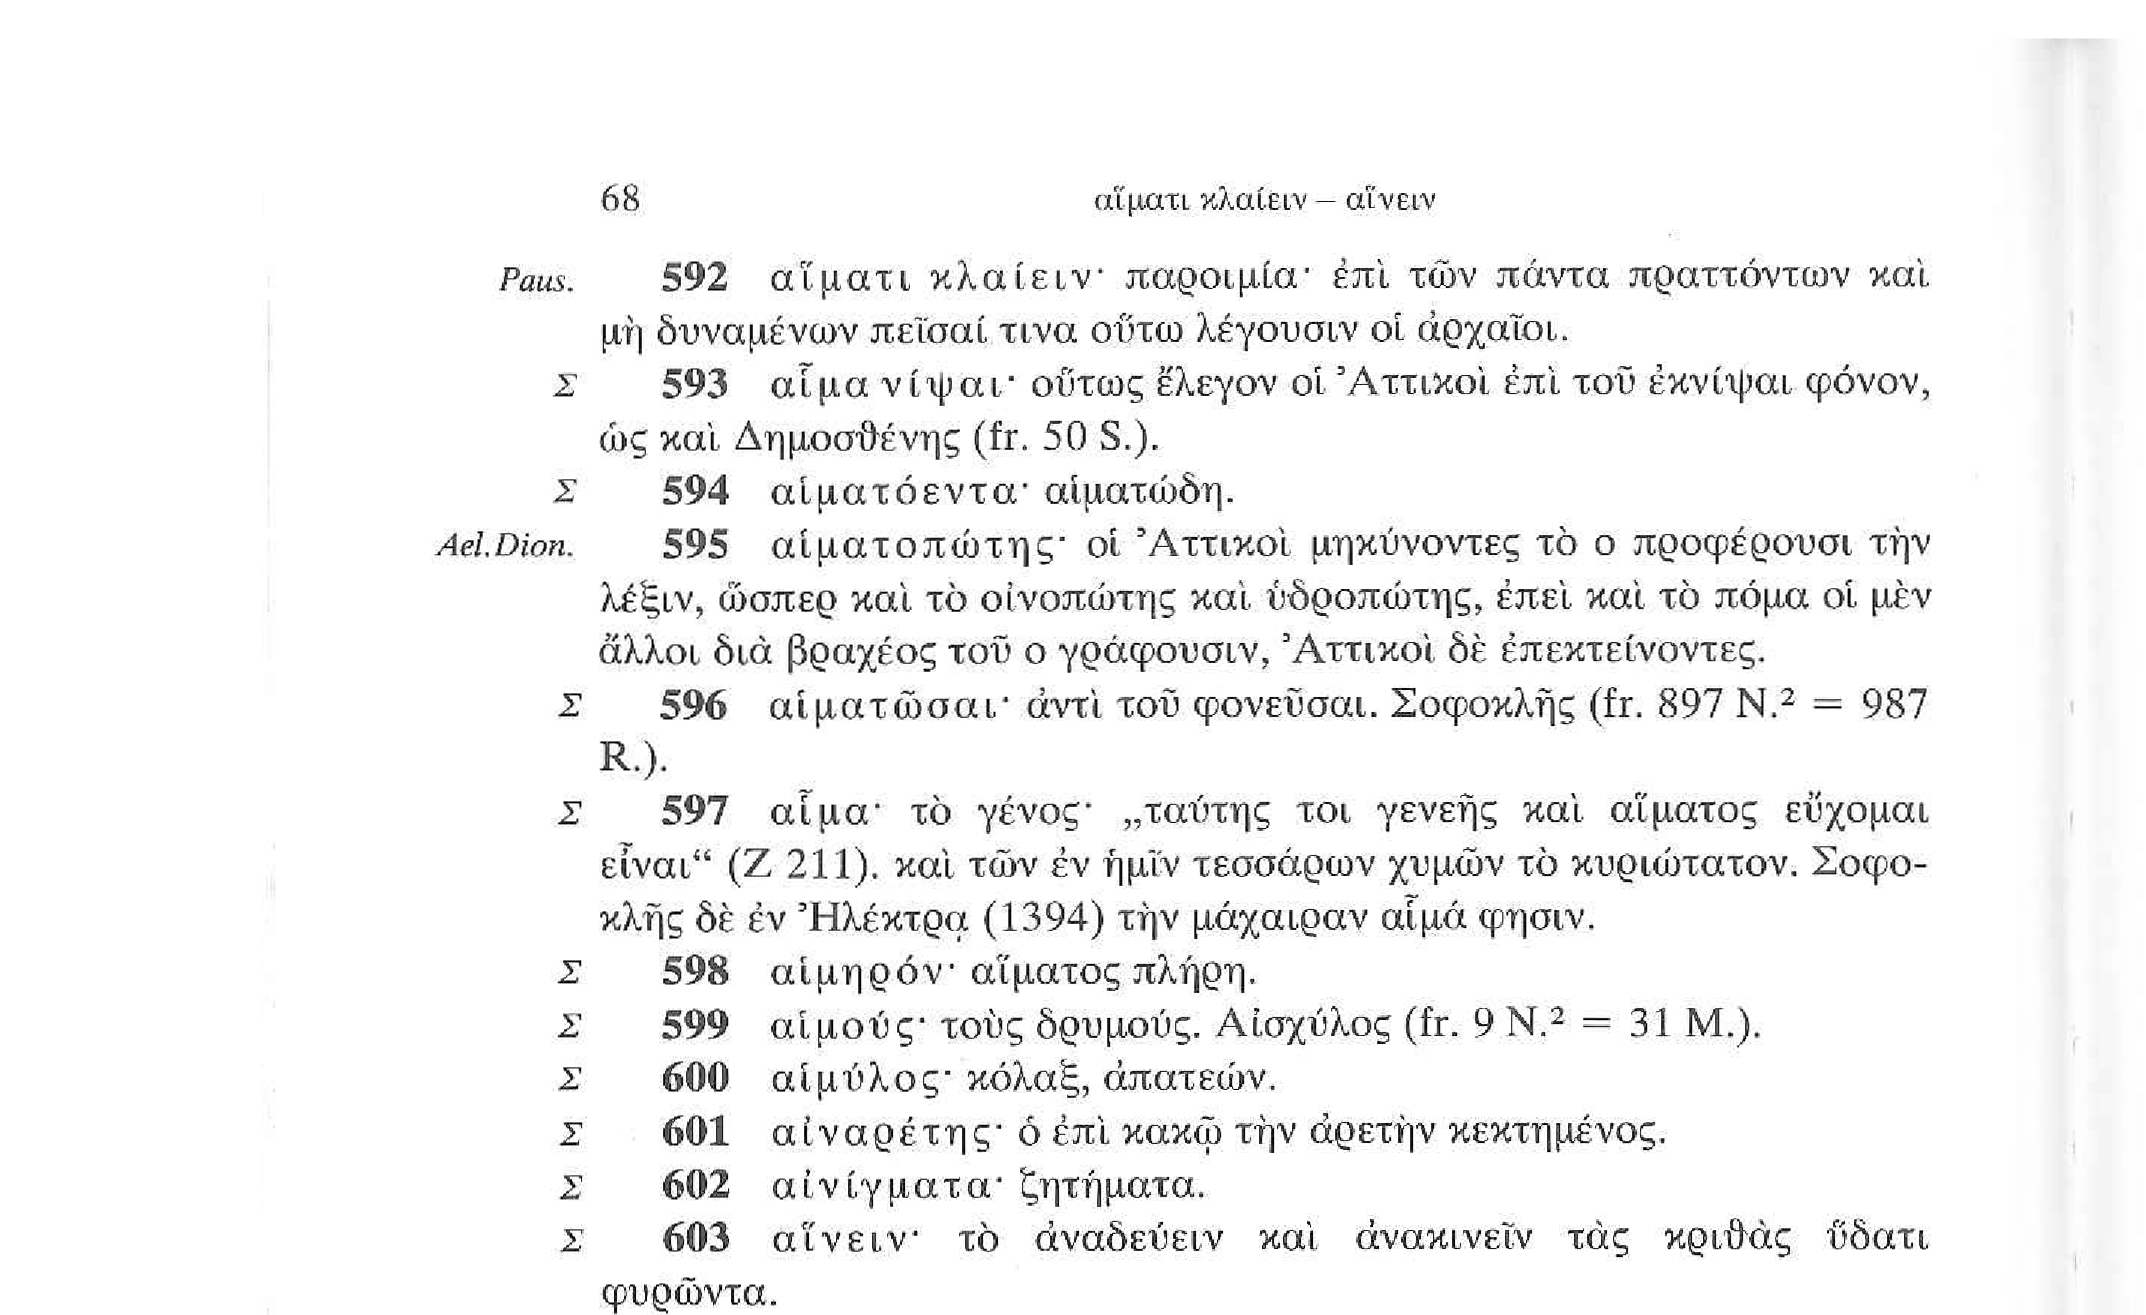 68 αἵματι κλαίειν – αἵνειν
Paus. 592 αἵματι κλαίειν· παροιμία· ἐπὶ τῶν πάντα πραττόντων καὶ
μὴ δυναμένων πεῖσαί τινα οὕτω λέγουσιν οἱ ἀρχαῖοι.
Σ 593 αἷμα νίψαι· οὕτως ἔλεγον οἱ Ἀττικοὶ ἐπὶ τοῦ ἐκνίψαι φόνον,
ὡς καὶ Δημοσθένης (fr. 50 S.).
Σ 594 αἱματόεντα· αἱματώδη.
Ael. Dion. 595 αἱματοπώτης· οἱ Ἀττικοὶ μηκύνοντες τὸ ο προφέρουσι τὴν
λέξιν, ὥσπερ καὶ τὸ οἰνοπώτης καὶ ὑδροπώτης, ἐπεὶ καὶ τὸ πόμα οἱ μὲν
ἄλλοι διὰ βραχέος τοῦ ο γράφουσιν, Ἀττικοὶ δὲ ἐπεκτείνοντες.
Σ 596 αἱματῶσαι· ἀντὶ τοῦ φονεῦσαι. Σοφοκλῆς (fr. 897 N.² = 987
R.).
Σ 597 αἷμα· τὸ γένος· „ταύτης τοι γενεῆς καὶ αἵματος εὔχομαι
εἶναι“ (Ζ 211). καὶ τῶν ἐν ἡμῖν τεσσάρων χυμῶν τὸ κυριώτατον. Σοφο-
κλῆς δὲ ἐν Ἠλέκτρᾳ (1394) τὴν μάχαιραν αἷμά φησιν.
Σ 598 αἱμηρόν· αἵματος πλήρη.
Σ 599 αἱμούς· τοὺς δρυμούς. Αἰσχύλος (fr. 9 N.² = 31 M.).
Σ 600 αἱμύλος· κόλαξ, ἀπατεών.
Σ 601 αἰναρέτης· ὁ ἐπὶ κακῷ τὴν ἀρετὴν κεκτημένος.
Σ 602 αἰνίγματα· ζητήματα.
Σ 603 αἵνειν· τὸ ἀναδεύειν καὶ ἀνακινεῖν τὰς κριθὰς ὕδατι
φυρῶντα.